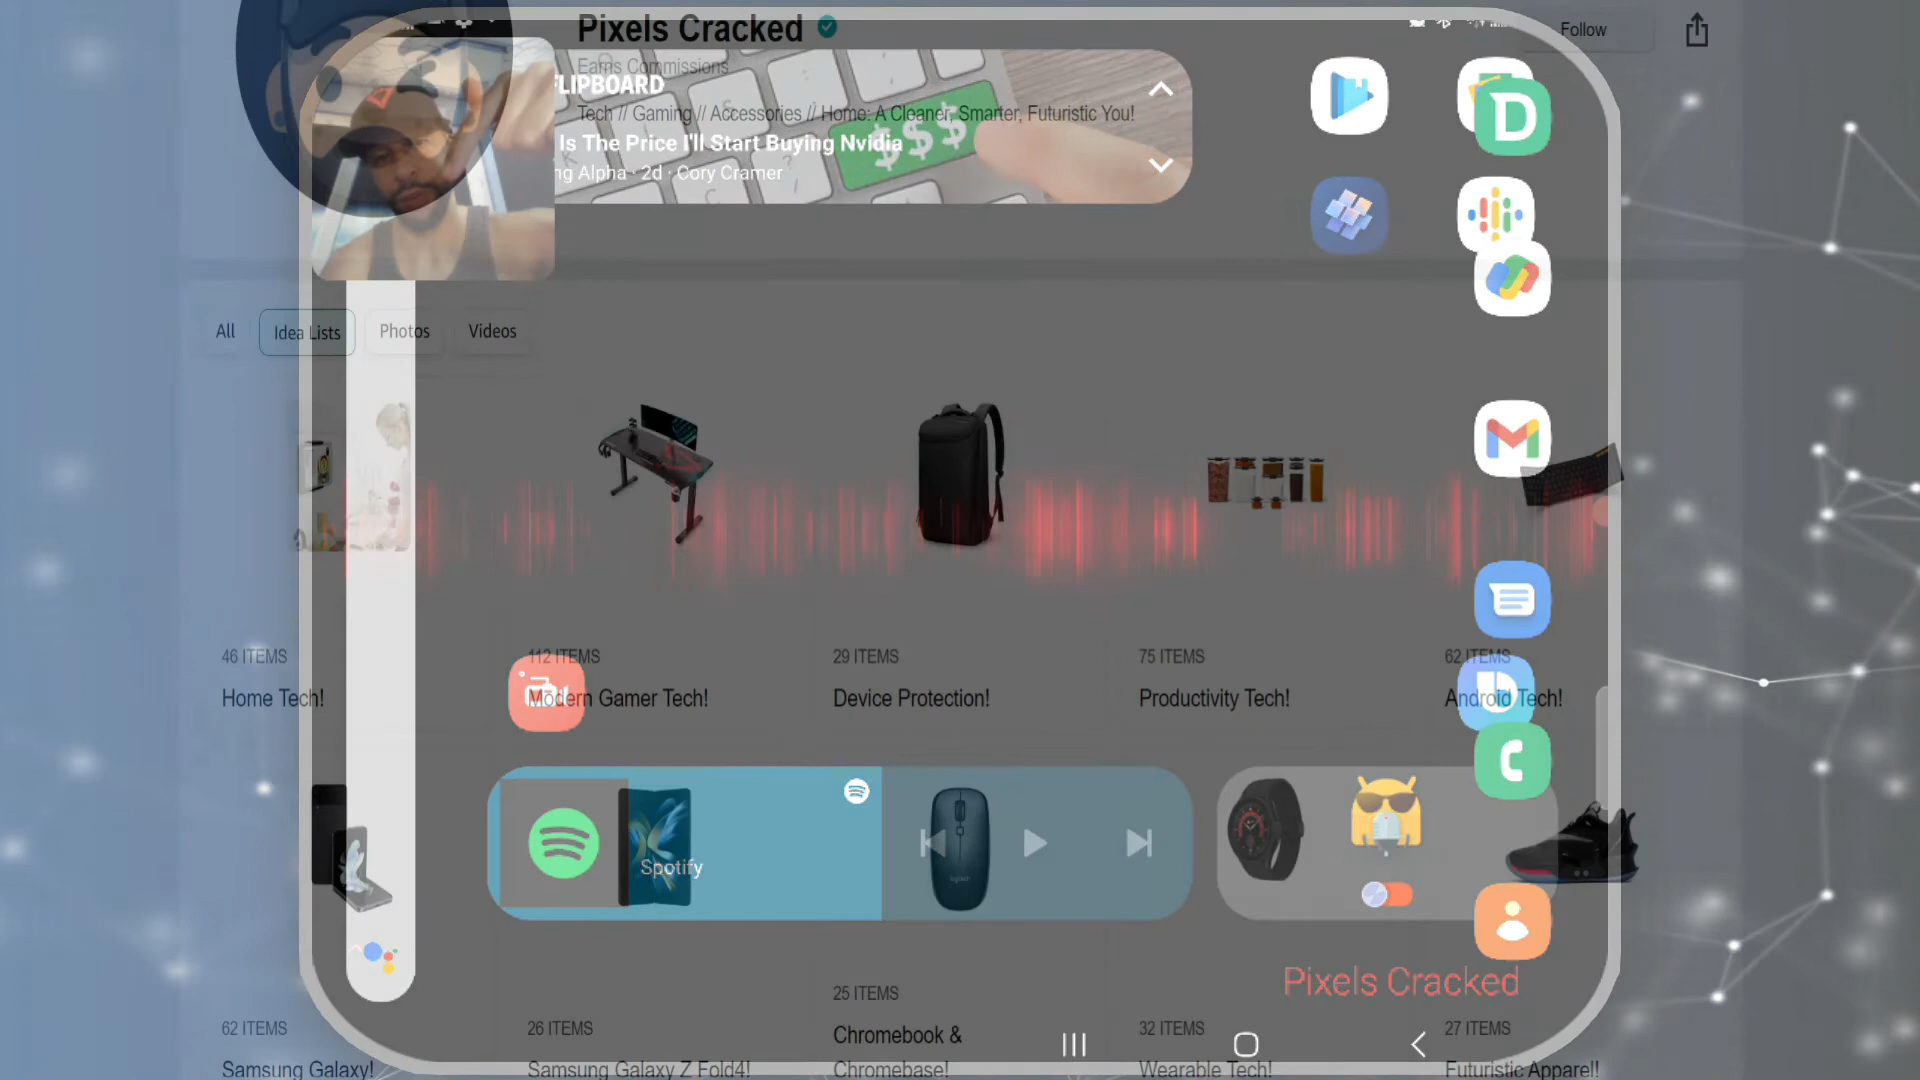 Pixels Cracked
Follow
Earns Commissions
FLIPBOARD
Tech // Gaming // Accessories // Home: A Cleaner, Smarter, Futuristic You!
Is The Price I'll Start Buying Nvidia
ng Alpha · 2d · Cory Cramer
$$$
D
All
Idea Lists
Photos
Videos
46 ITEMS
Home Tech!
112 ITEMS
Modern Gamer Tech!
29 ITEMS
Device Protection!
75 ITEMS
Productivity Tech!
62 ITEMS
Android Tech!
Spotify
logitech
Pixels Cracked
62 ITEMS
Samsung Galaxy!
26 ITEMS
Samsung Galaxy Z Fold4!
25 ITEMS
Chromebook &
Chromebase!
32 ITEMS
Wearable Tech!
27 ITEMS
Futuristic Apparel!